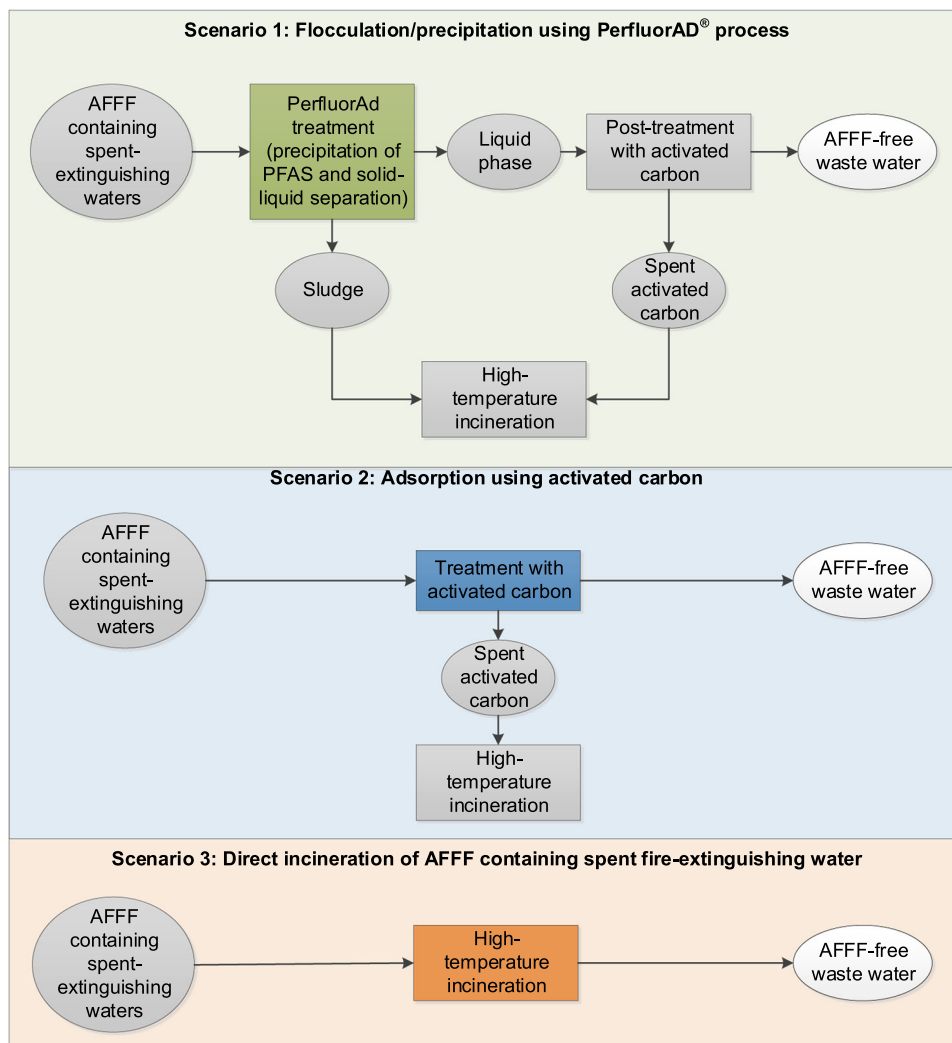 Scenario 1: Flocculation/precipitation using PerfluorAD® process
AFFF
containing
spent-
extinguishing
waters
PerfluorAd
treatment
(precipitation of
PFAS and solid-
liquid separation)
Liquid
phase
Post-treatment
with activated
carbon
AFFF-free
waste water
Sludge
Spent
activated
carbon
High-
temperature
incineration
Scenario 2: Adsorption using activated carbon
AFFF
containing
spent-
extinguishing
waters
Treatment with
activated carbon
AFFF-free
waste water
Spent
activated
carbon
High-
temperature
incineration
Scenario 3: Direct incineration of AFFF containing spent fire-extinguishing water
AFFF
containing
spent-
extinguishing
waters
High-
temperature
incineration
AFFF-free
waste water